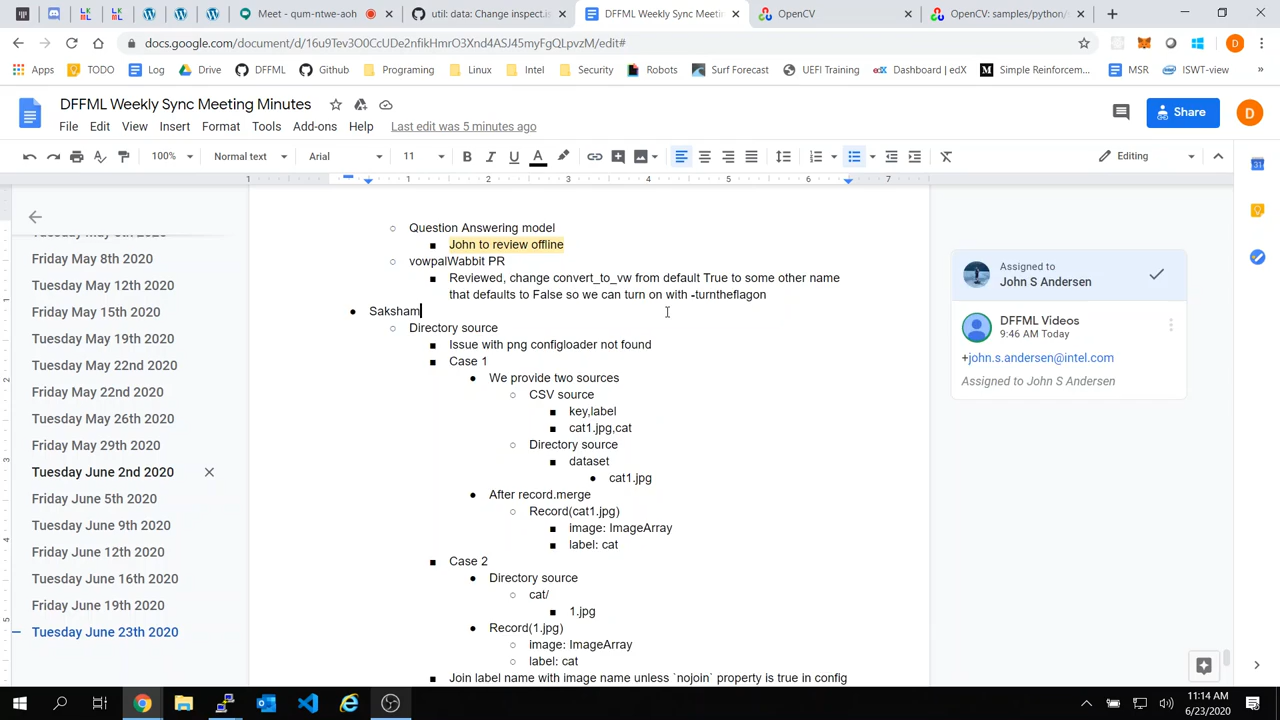 Meet - qum-ntwe-aoh
util: data: Change inspect.is
DFFML Weekly Sync Meetin
OpenCV
OpenCV: samples/python/
docs.google.com/document/d/16u9Tev3O0CcUDe2nfikHmrO3Xnd4ASJ45myFgQLpvzM/edit#
Apps TODO Log Drive DFFML Github Programing Linux Intel Security Robots Surf Forecast UEFI Training Dashboard | edX Simple Reinforcem... MSR ISWT-view
DFFML Weekly Sync Meeting Minutes
Share
File Edit View Insert Format Tools Add-ons Help Last edit was 5 minutes ago
100% Normal text Arial 11 Editing
1 1 2 3 4 5 6 7
Friday May 8th 2020
Tuesday May 12th 2020
Friday May 15th 2020
Tuesday May 19th 2020
Tuesday May 22nd 2020
Friday May 22nd 2020
Tuesday May 26th 2020
Friday May 29th 2020
Tuesday June 2nd 2020
Friday June 5th 2020
Tuesday June 9th 2020
Friday June 12th 2020
Tuesday June 16th 2020
Friday June 19th 2020
Tuesday June 23th 2020
Question Answering model
John to review offline
vowpalWabbit PR
Reviewed, change convert_to_vw from default True to some other name
that defaults to False so we can turn on with -turntheflagon
Saksham
Directory source
Issue with png configloader not found
Case 1
We provide two sources
CSV source
key,label
cat1.jpg,cat
Directory source
dataset
cat1.jpg
After record.merge
Record(cat1.jpg)
image: ImageArray
label: cat
Case 2
Directory source
cat/
1.jpg
Record(1.jpg)
image: ImageArray
label: cat
Join label name with image name unless `nojoin` property is true in config
Assigned to
John S Andersen
DFFML Videos
9:46 AM Today
+john.s.andersen@intel.com
Assigned to John S Andersen
11:14 AM
6/23/2020